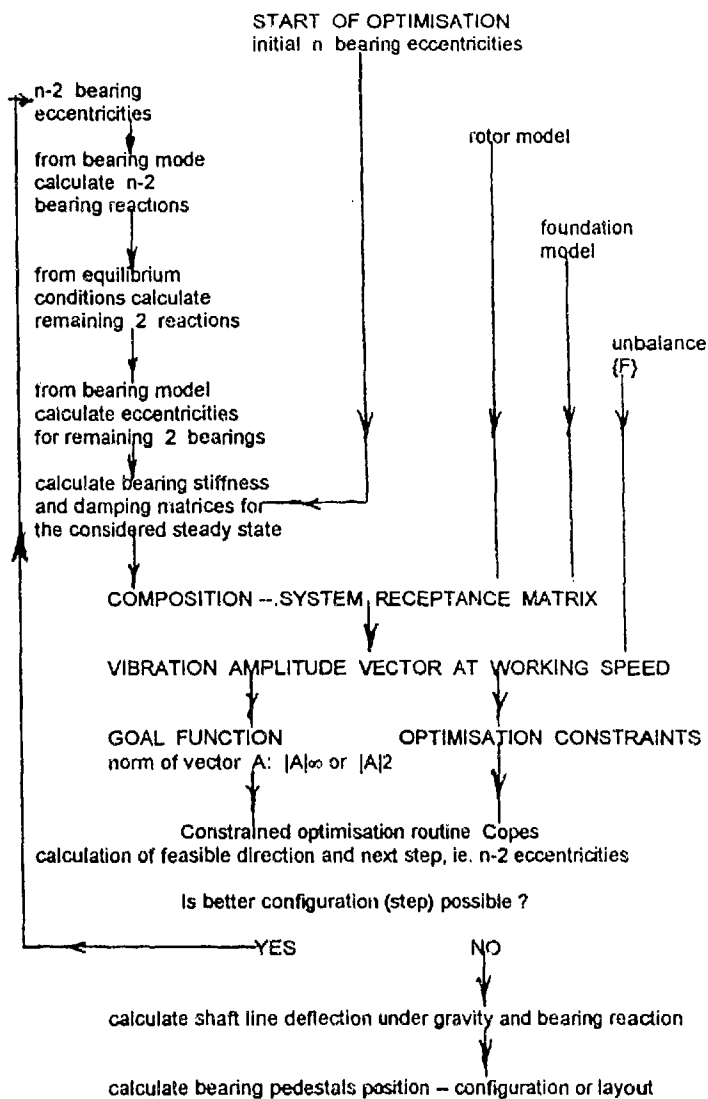 START OF OPTIMISATION
initial n bearing eccentricities
n-2 bearing
eccentricities
from bearing mode
calculate n-2
bearing reactions
from equilibrium
conditions calculate
remaining 2 reactions
from bearing model
calculate eccentricities
for remaining 2 bearings
calculate bearing stiffness
and damping matrices for
the considered steady state
rotor model
foundation
model
unbalance
{F}
COMPOSITION --.SYSTEM RECEPTANCE MATRIX
VIBRATION AMPLITUDE VECTOR AT WORKING SPEED
GOAL FUNCTION
norm of vector A: |A|∞ or |A|2
OPTIMISATION CONSTRAINTS
Constrained optimisation routine Copes
calculation of feasible direction and next step, ie. n-2 eccentricities
Is better configuration (step) possible ?
YES
NO
calculate shaft line deflection under gravity and bearing reaction
calculate bearing pedestals position – configuration or layout